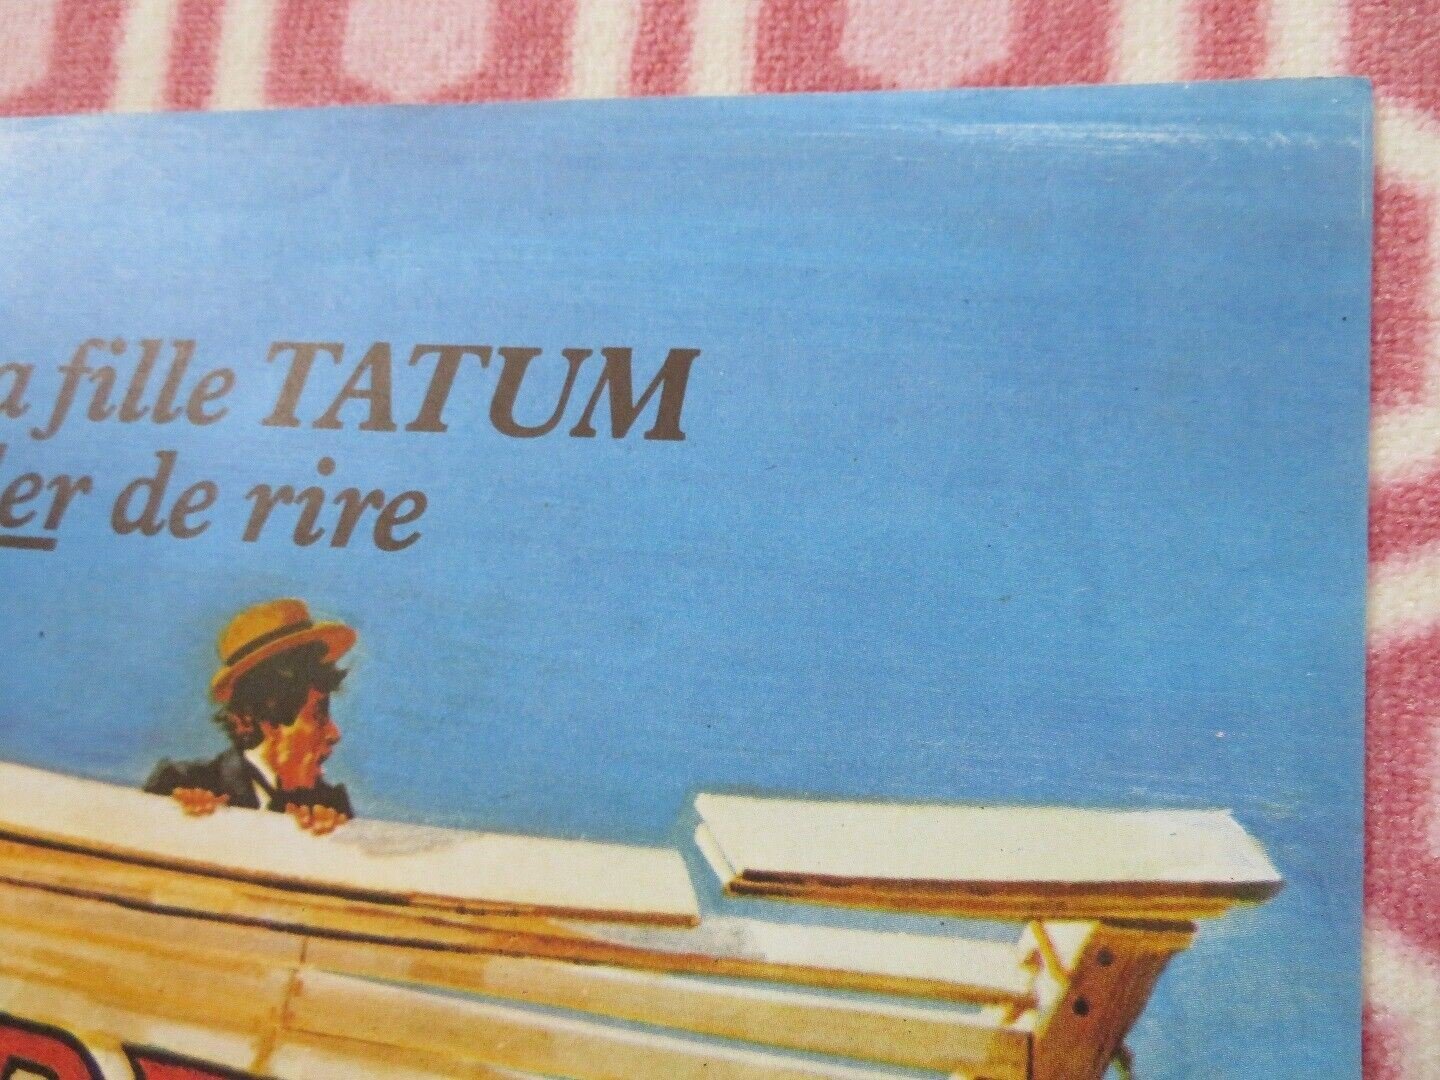 a fille TATUM
ler de rire